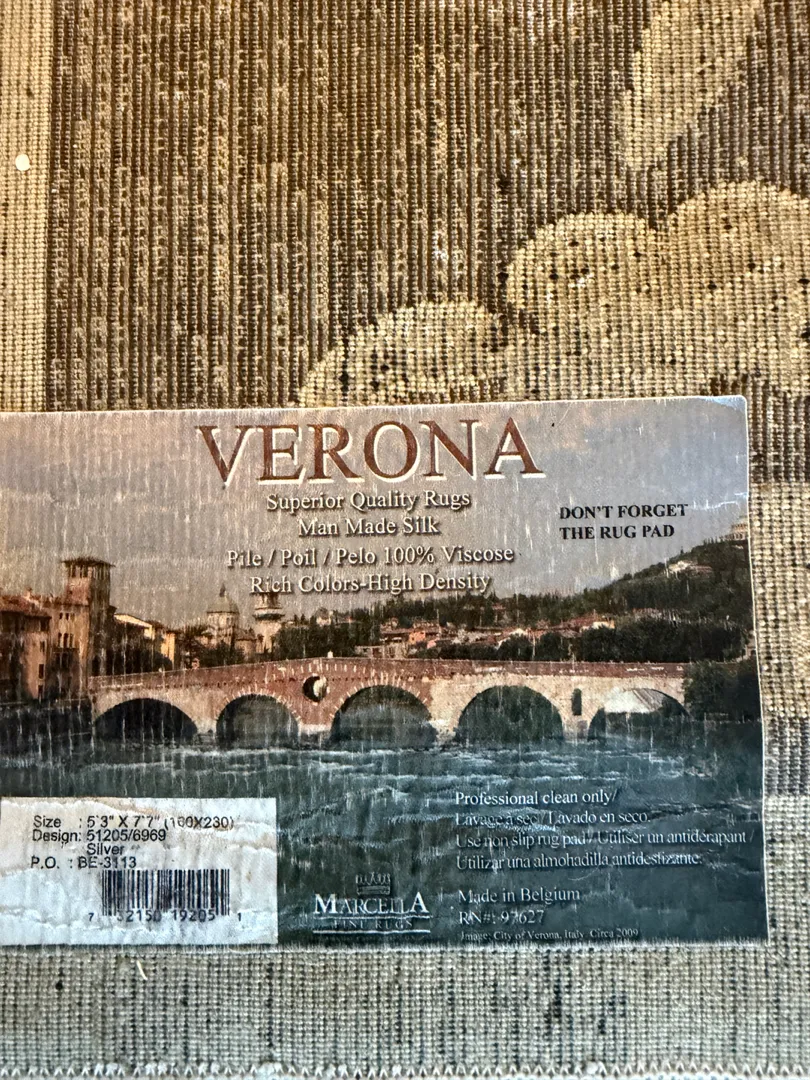 VERONA
Superior Quality Rugs
Man Made Silk
Pile / Poil / Pelo 100% Viscose
Rich Colors-High Density
DON'T FORGET
THE RUG PAD
Size : 5'3" X 7'7" (160X230)
Design: 51205/6969
Silver
P.O. : BE-3113
19205 1
MARCELLA
FINE RUGS
Professional clean only/
Lavage a sec/ Lavado en seco.
Use non slip rug pad / Utiliser un antidérapant /
Utilizar una almohadilla antideslizante.
Made in Belgium
RN#: 97627
Image: City of Verona, Italy. Circa 2009